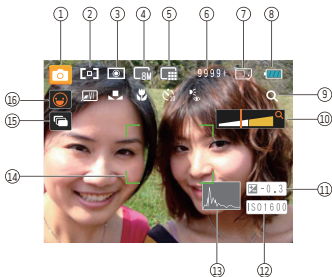 ① ② ③ ④ ⑤ ⑥ ⑦ ⑧
8M 9999+
⑯ ⑨
⑮ ⑩
⑭
-0.3 ⑪
ISO1600
⑬ ⑫